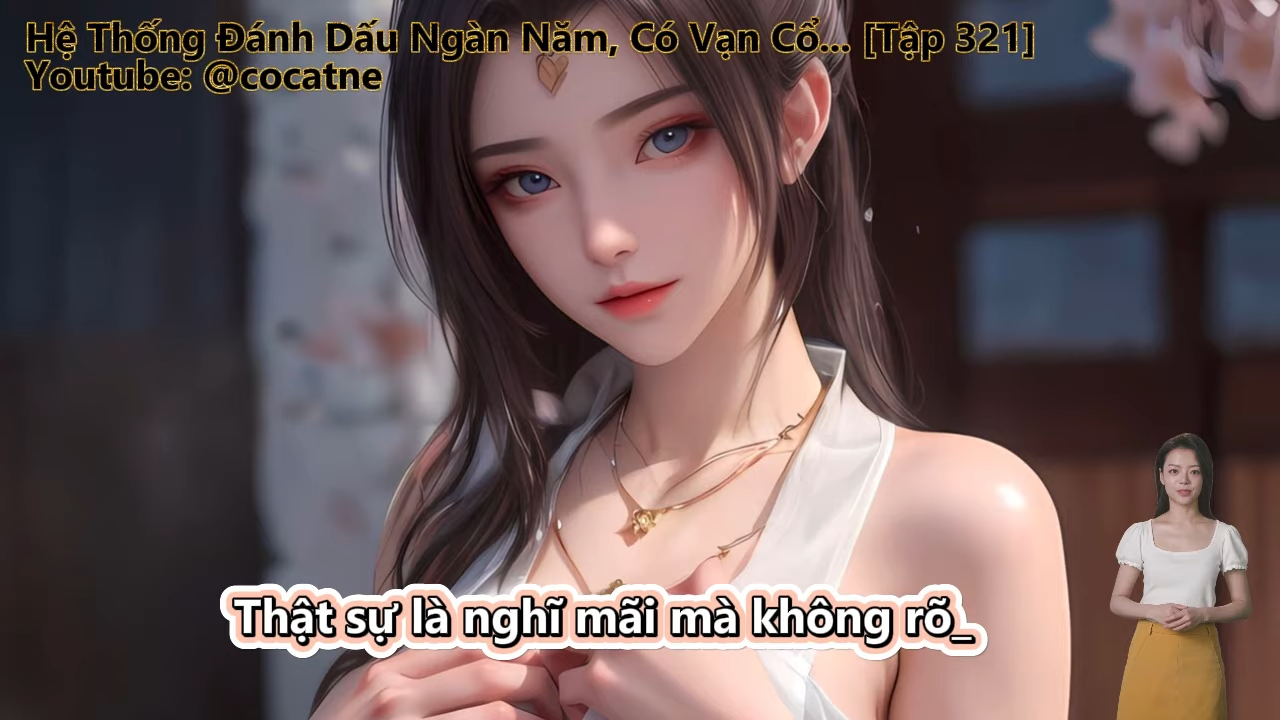 Hệ Thống Đánh Dấu Ngàn Năm, Có Vạn Cổ... [Tập 321]
Youtube: @cocatne
Thật sự là nghĩ mãi mà không rõ_